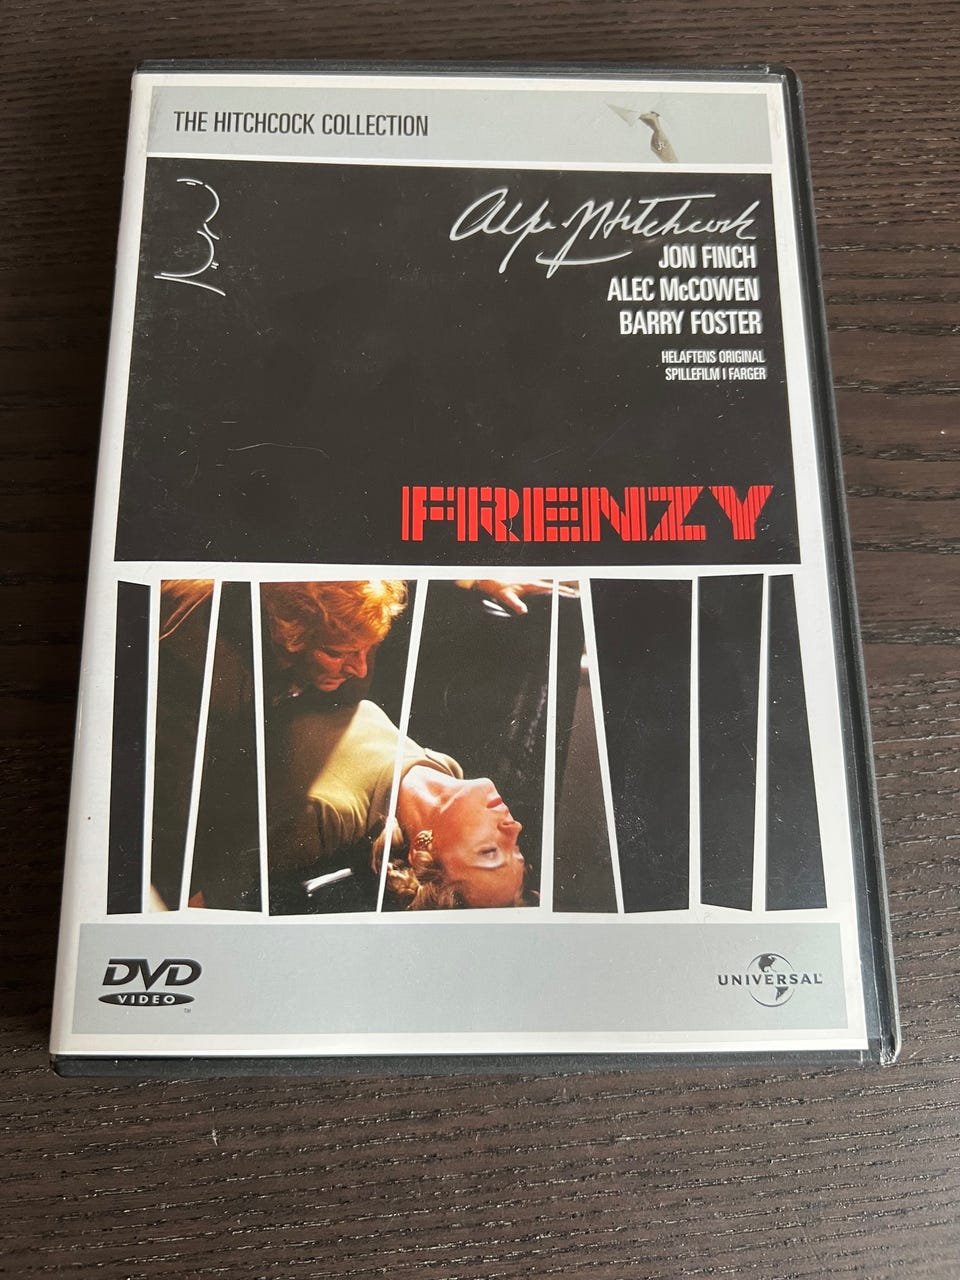 THE HITCHCOCK COLLECTION
Alfred Hitchcock
JON FINCH
ALEC McCOWEN
BARRY FOSTER
HELAFTENS ORIGINAL
SPILLEFILM I FARGER
FRENZY
DVD
VIDEO
TM
UNIVERSAL